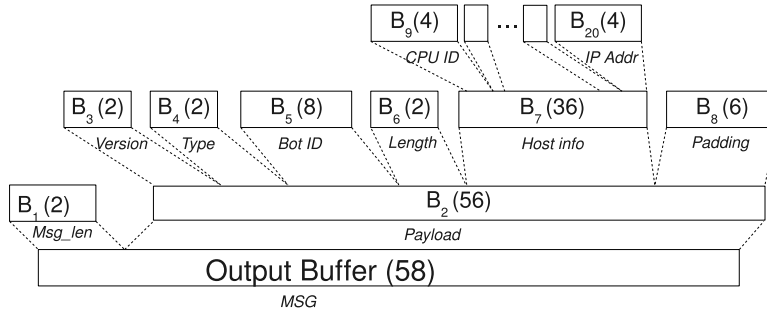 B9(4) ... B20(4)
CPU ID IP Addr
B3(2) B4(2) B5(8) B6(2) B7(36) B8(6)
Version Type Bot ID Length Host info Padding
B1(2) B2(56)
Msg_len Payload
Output Buffer (58)
MSG